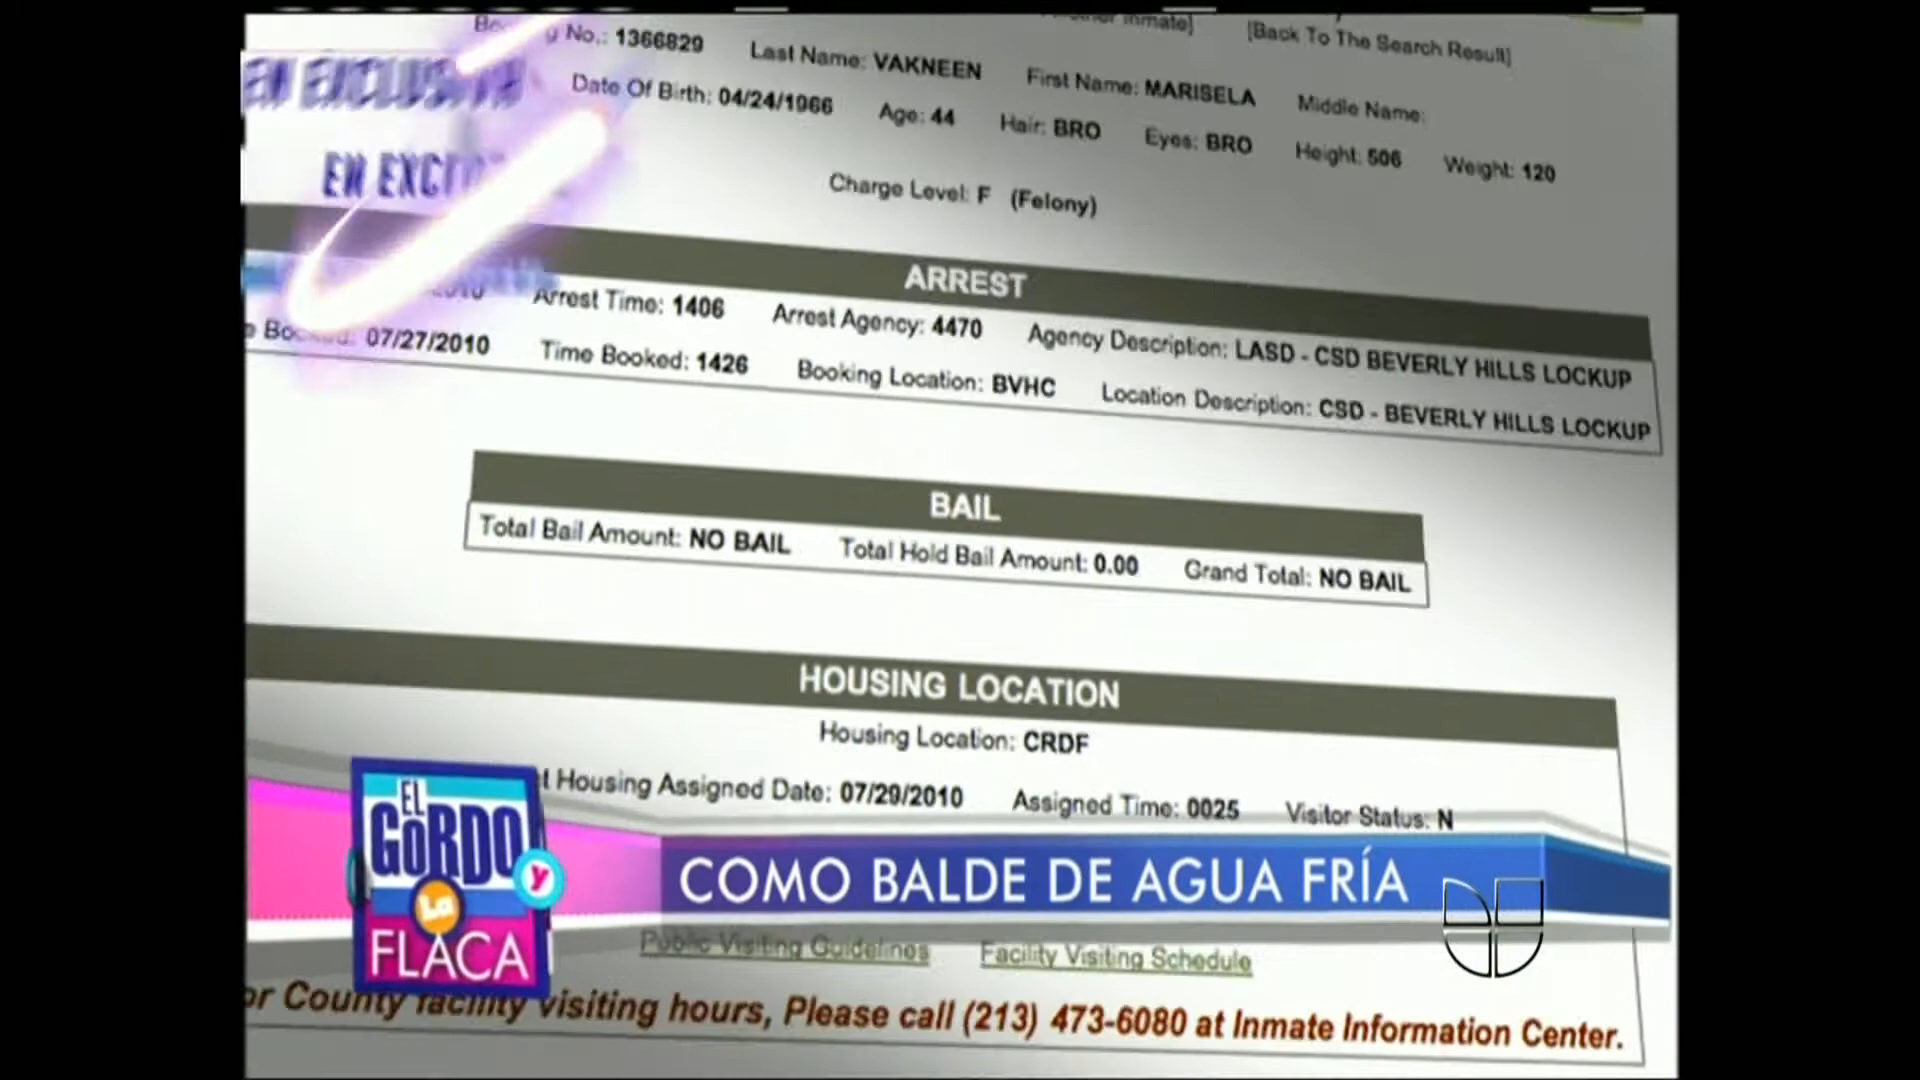 [Back To The Search Result]
No.: 1366829 Last Name: VAKNEEN First Name: MARISELA Middle Name:
Date Of Birth: 04/24/1966 Age: 44 Hair: BRO Eyes: BRO Height: 506 Weight: 120
EN EXCLUSIVA
EN
Charge Level: F (Felony)
ARREST
Arrest Time: 1406 Arrest Agency: 4470 Agency Description: LASD - CSD BEVERLY HILLS LOCKUP
07/27/2010 Time Booked: 1426 Booking Location: BVHC Location Description: CSD - BEVERLY HILLS LOCKUP
BAIL
Total Bail Amount: NO BAIL Total Hold Bail Amount: 0.00 Grand Total: NO BAIL
HOUSING LOCATION
Housing Location: CRDF
Housing Assigned Date: 07/29/2010 Assigned Time: 0025 Visitor Status: N
EL GORDO y La FLACA
COMO BALDE DE AGUA FRÍA
Public Visiting Guidelines Facility Visiting Schedule
or County facility visiting hours, Please call (213) 473-6080 at Inmate Information Center.